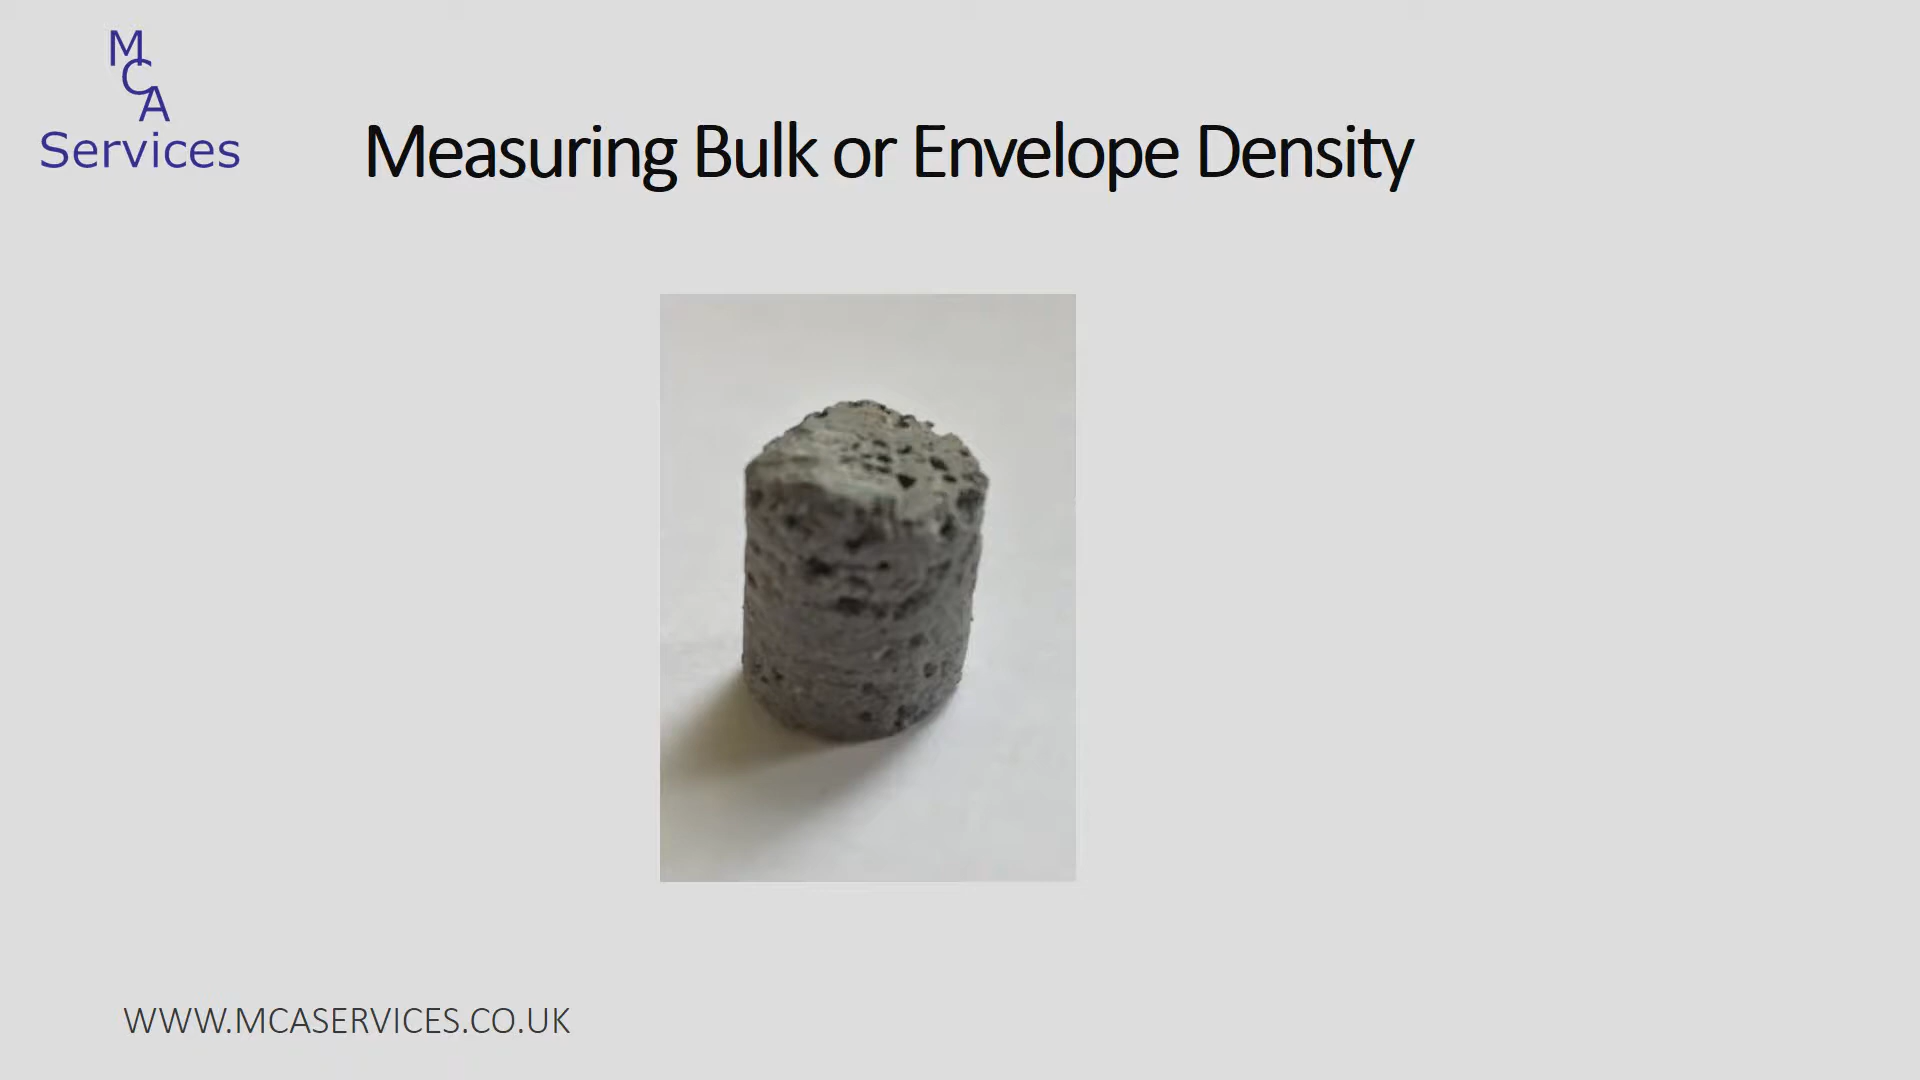 M
C
A
Services
Measuring Bulk or Envelope Density
WWW.MCASERVICES.CO.UK